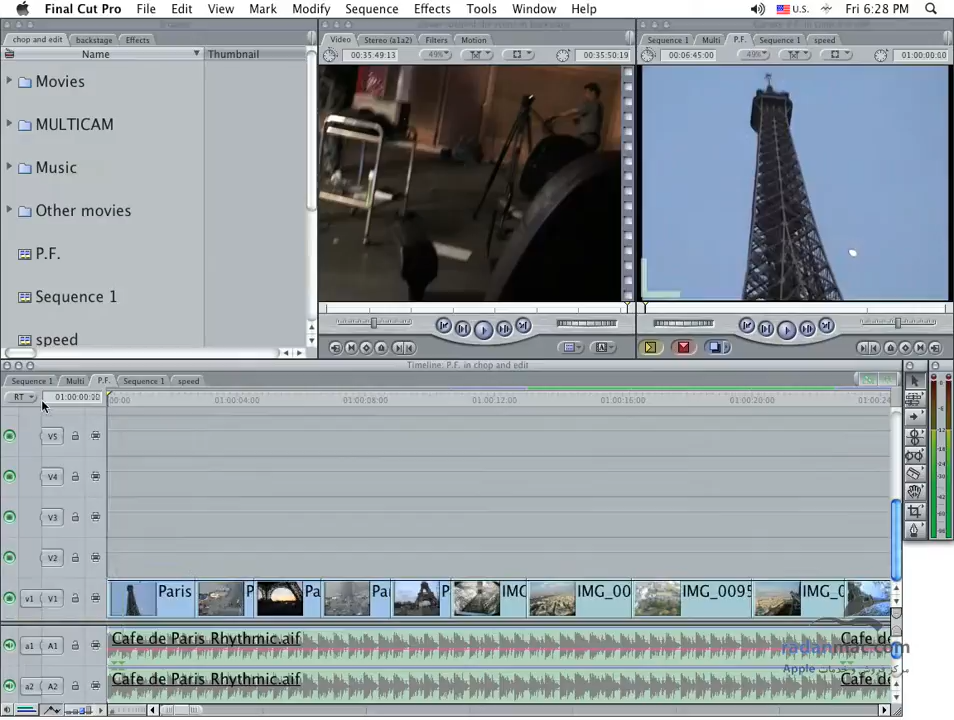 Final Cut Pro File Edit View Mark Modify Sequence Effects Tools Window Help U.S. Fri 6:28 PM
chop and edit backstage Effects
Name Thumbnail
Movies
MULTICAM
Music
Other movies
P.F.
Sequence 1
speed
Video Stereo (a1a2) Filters Motion
00:35:49:13 49% 00:35:50:19
Sequence 1 Multi P.F. Sequence 1 speed
00:06:45:00 49% 01:00:00:00
Timeline: P.F. in chop and edit
Sequence 1 Multi P.F. Sequence 1 speed
RT 01:00:00:00 00:00 01:00:04:00 01:00:08:00 01:00:12:00 01:00:16:00 01:00:20:00 01:00:24
V5
V4
V3
V2
v1 V1 Paris P Pa Pa P IMC IMG_00 IMG_0095 IMG_0
a1 A1 Cafe de Paris Rhythmic.aif Cafe de
radanmac.com
مرکز فروش و خدمات Apple
a2 A2 Cafe de Paris Rhythmic.aif